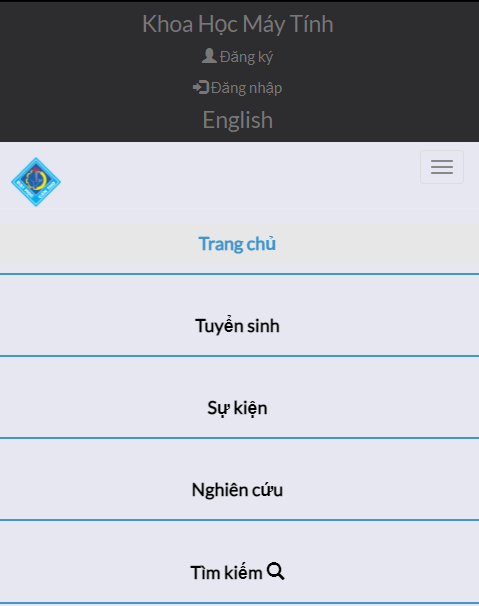 Khoa Học Máy Tính
Đăng ký
Đăng nhập
English
Trang chủ
Tuyển sinh
Sự kiện
Nghiên cứu
Tìm kiếm